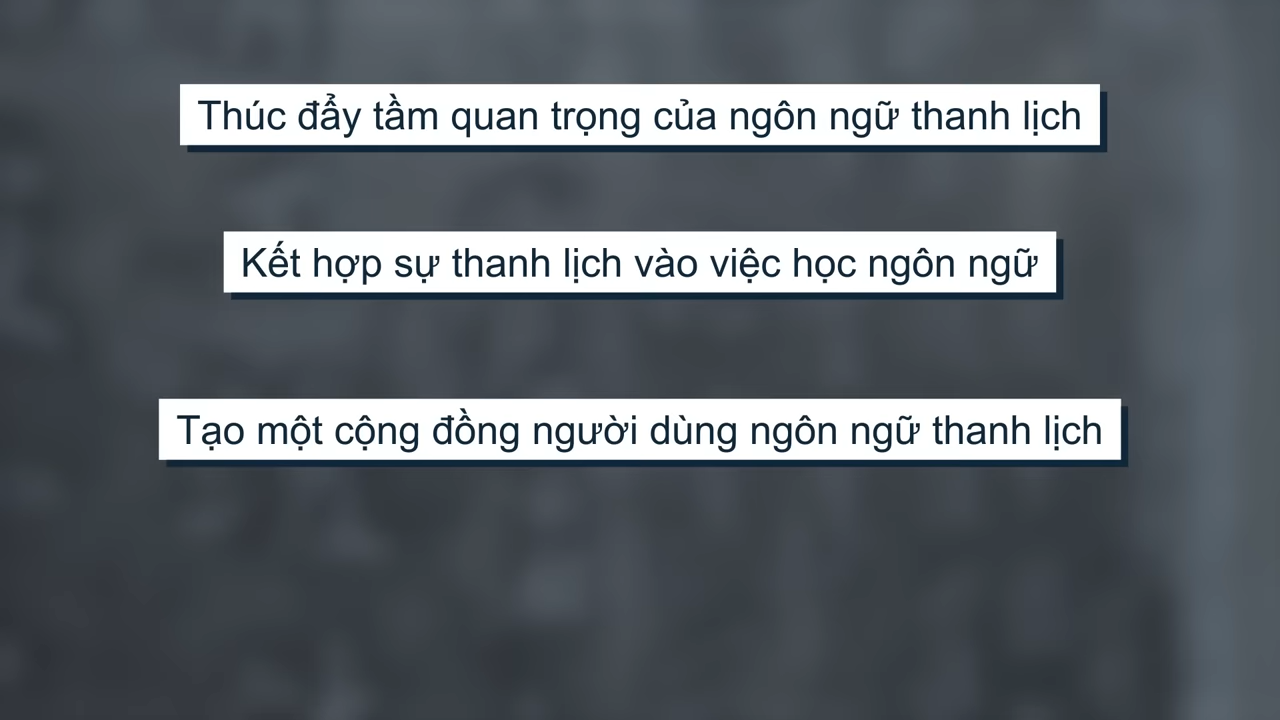 Thúc đẩy tầm quan trọng của ngôn ngữ thanh lịch
Kết hợp sự thanh lịch vào việc học ngôn ngữ
Tạo một cộng đồng người dùng ngôn ngữ thanh lịch